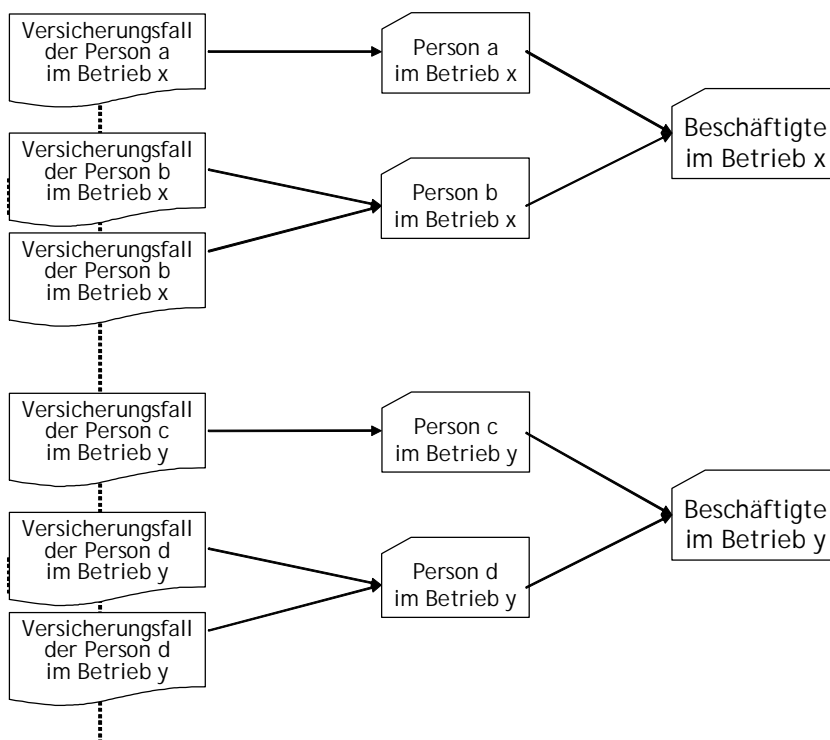 Versicherungsfall
der Person a
im Betrieb x
Person a
im Betrieb x
Versicherungsfall
der Person b
im Betrieb x
Person b
im Betrieb x
Versicherungsfall
der Person b
im Betrieb x
Beschäftigte
im Betrieb x
Versicherungsfall
der Person c
im Betrieb y
Person c
im Betrieb y
Versicherungsfall
der Person d
im Betrieb y
Person d
im Betrieb y
Versicherungsfall
der Person d
im Betrieb y
Beschäftigte
im Betrieb y